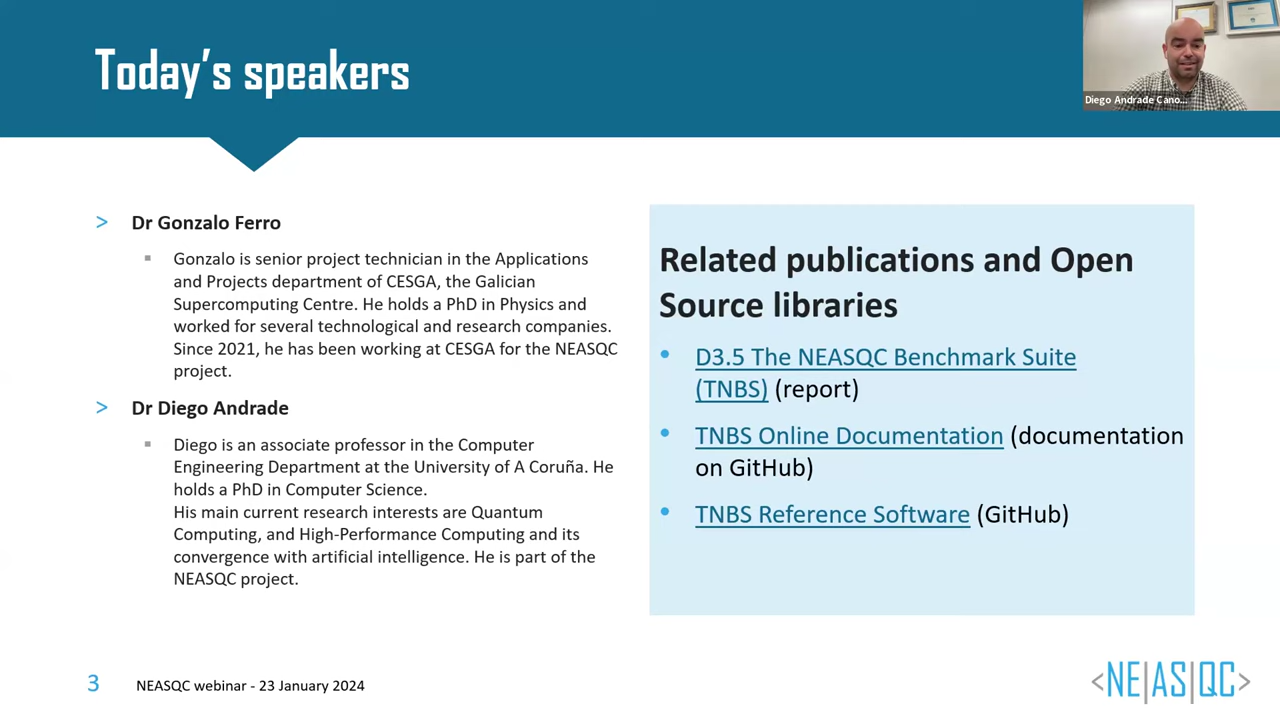 Today's speakers
Diego Andrade Cano...
> Dr Gonzalo Ferro
▪ Gonzalo is senior project technician in the Applications
and Projects department of CESGA, the Galician
Supercomputing Centre. He holds a PhD in Physics and
worked for several technological and research companies.
Since 2021, he has been working at CESGA for the NEASQC
project.
> Dr Diego Andrade
▪ Diego is an associate professor in the Computer
Engineering Department at the University of A Coruña. He
holds a PhD in Computer Science.
His main current research interests are Quantum
Computing, and High-Performance Computing and its
convergence with artificial intelligence. He is part of the
NEASQC project.
Related publications and Open
Source libraries
• D3.5 The NEASQC Benchmark Suite
(TNBS) (report)
• TNBS Online Documentation (documentation
on GitHub)
• TNBS Reference Software (GitHub)
3
NEASQC webinar - 23 January 2024
<NE|AS|QC>